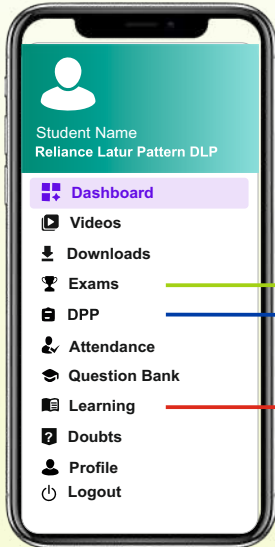 Student Name
Reliance Latur Pattern DLP
Dashboard
Videos
Downloads
Exams
DPP
Attendance
Question Bank
Learning
Doubts
Profile
Logout